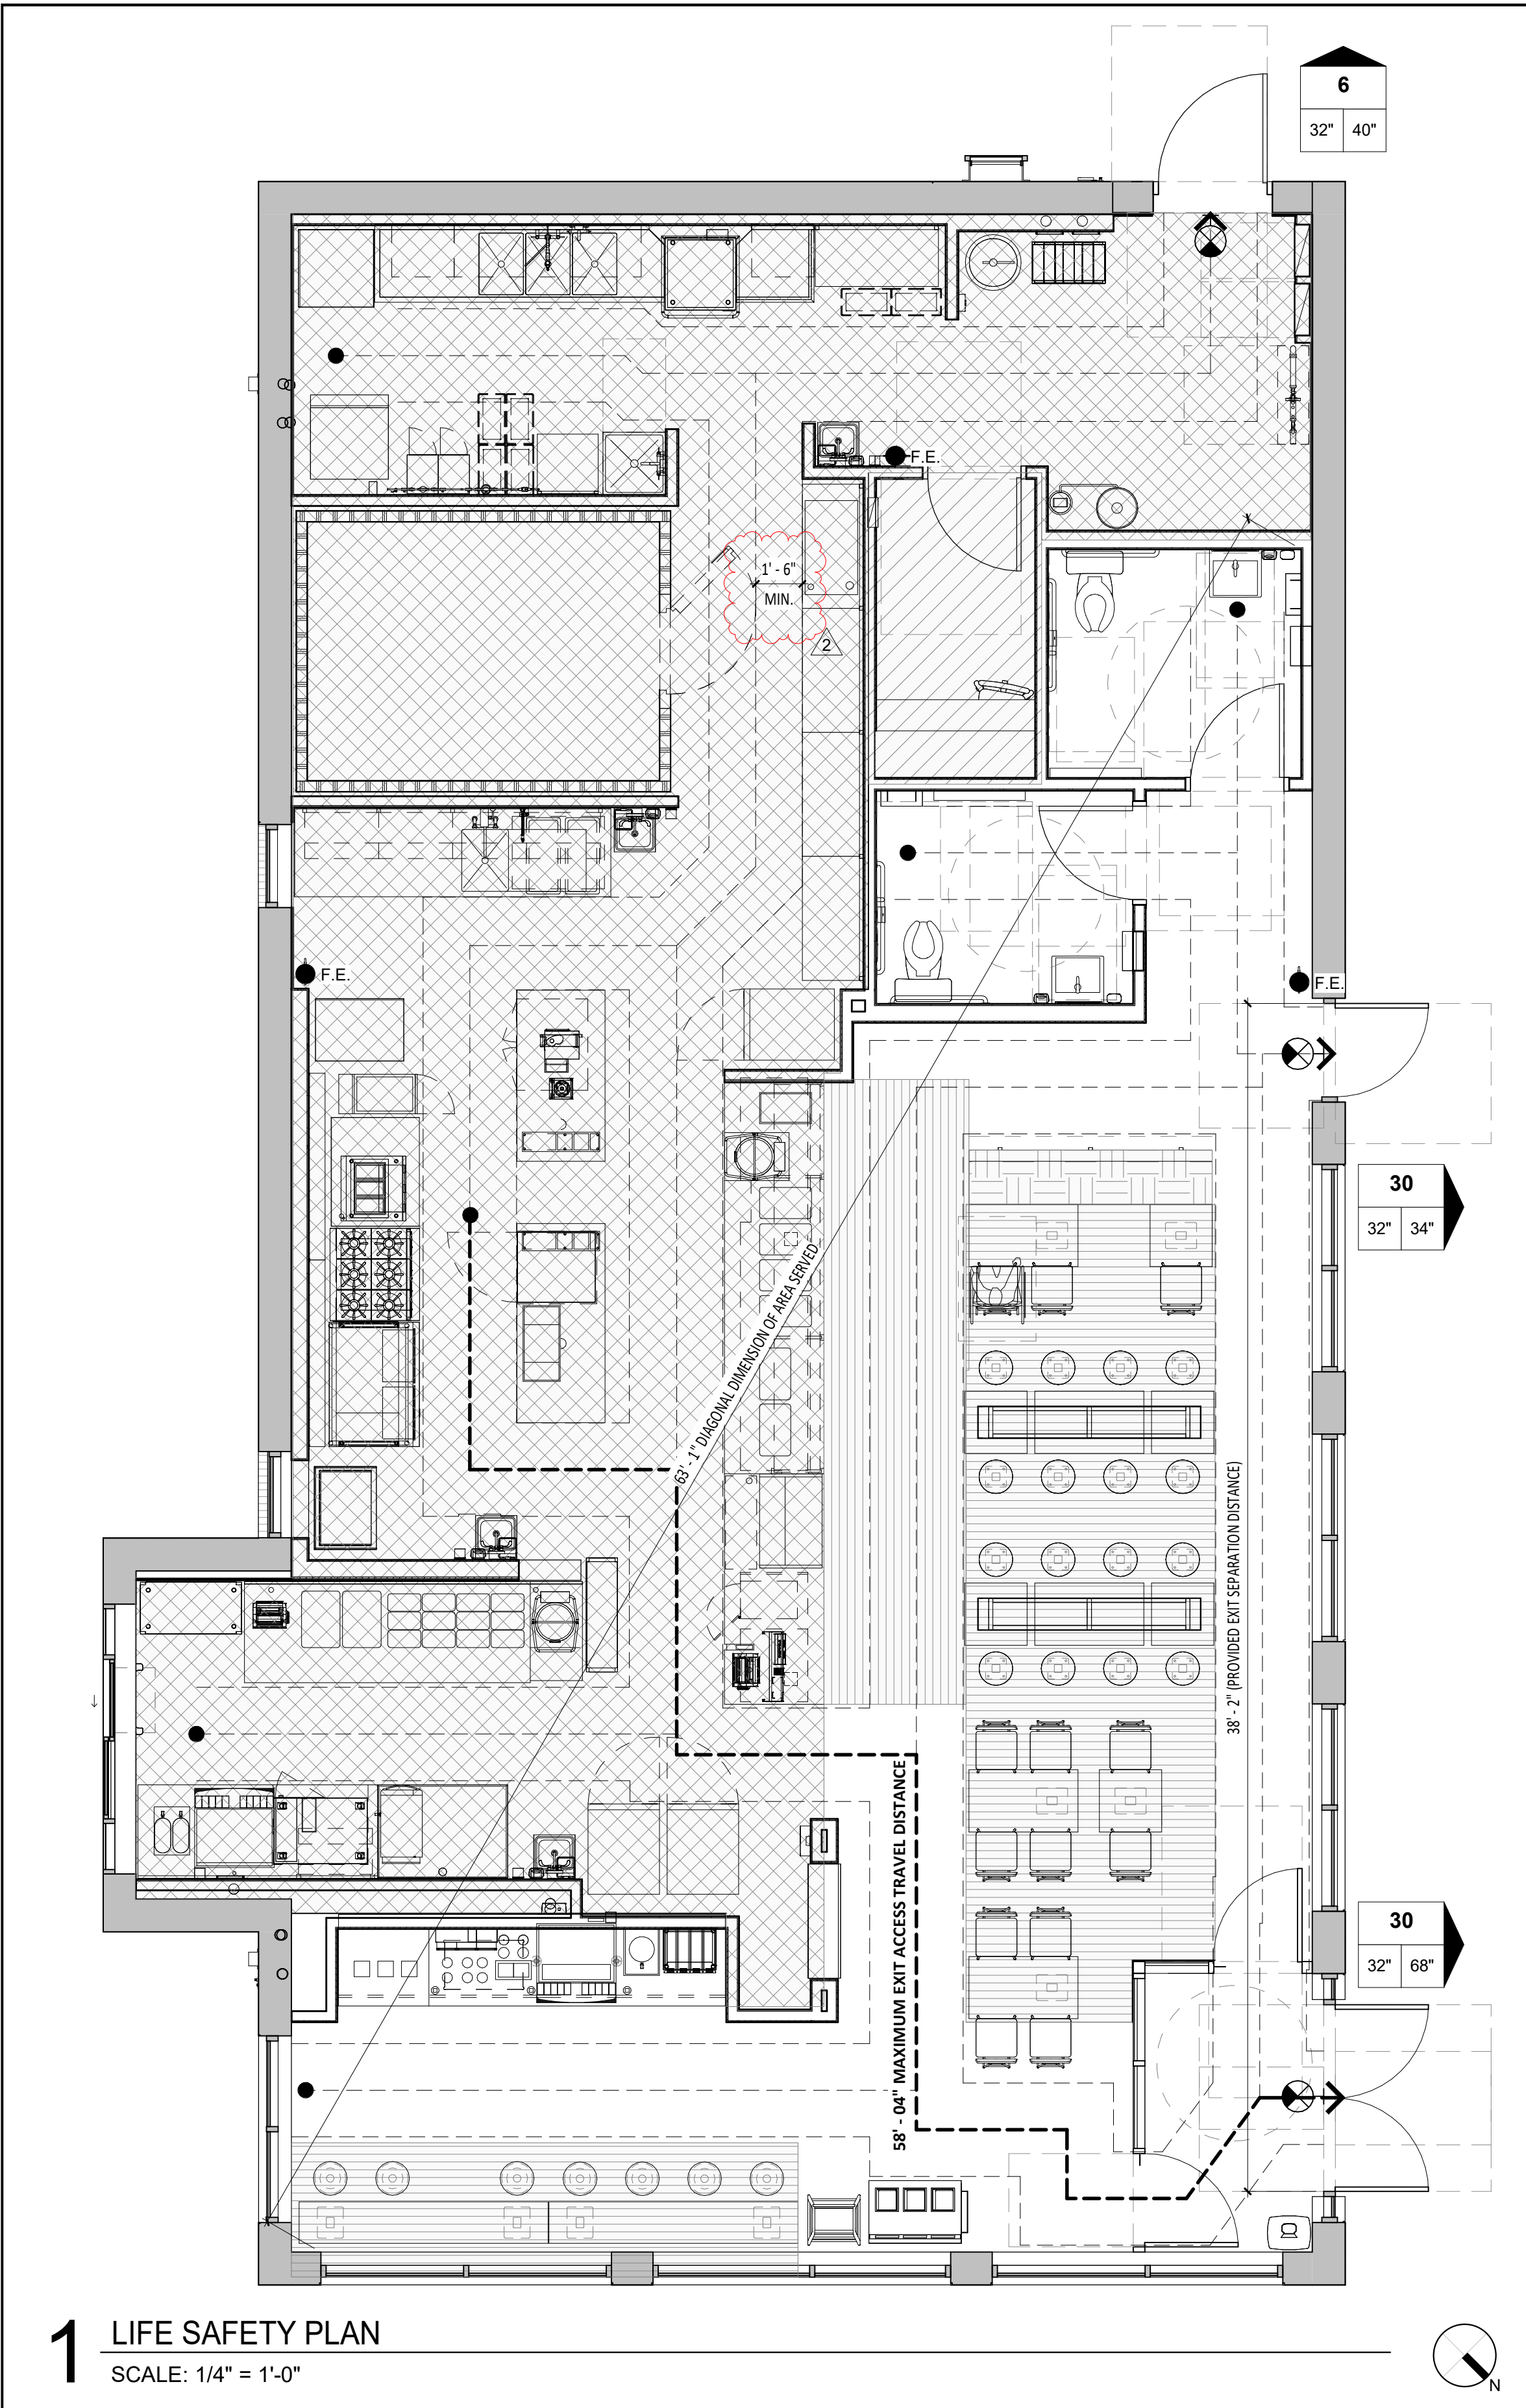 6
32" 40"
F.E.
1' - 6"
MIN.
2
F.E.
F.E.
30
32" 34"
63' - 1" DIAGONAL DIMENSION OF AREA SERVED
38' - 2" (PROVIDED EXIT SEPARATION DISTANCE)
58' - 04" MAXIMUM EXIT ACCESS TRAVEL DISTANCE
30
32" 68"
1 LIFE SAFETY PLAN
SCALE: 1/4" = 1'-0"
N